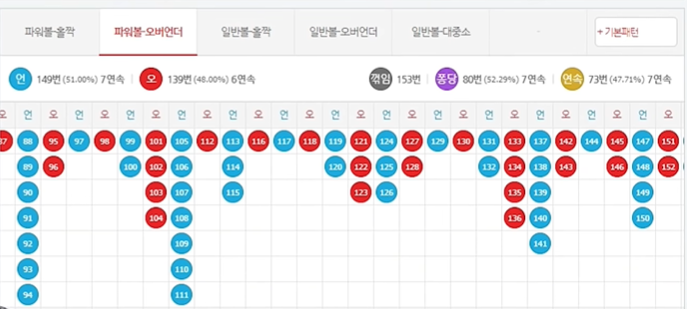 파워볼-홀짝 파워볼-오버언더 일반볼-홀짝 일반볼-오버언더 일반볼-대중소 - + 기본패턴
언 149번 (51.00%) 7연속 오 139번 (48.00%) 6연속 꺾임 153번 퐁당 80번 (52.29%) 7연속 연속 73번 (47.71%) 7연속
오 언 오 언 오 언 오 언 오 언 오 언 오 언 오 언 오 언 오 언 오 언 오 언 오 언 오
87 88 95 97 98 99 101 105 112 113 116 117 118 119 121 124 127 129 130 131 133 137 142 144 145 147 151
89 96 100 102 106 114 120 122 125 128 132 134 138 143 146 148 152
90 103 107 115 123 126 135 139 149
91 104 108 136 140 150
92 109 141
93 110
94 111